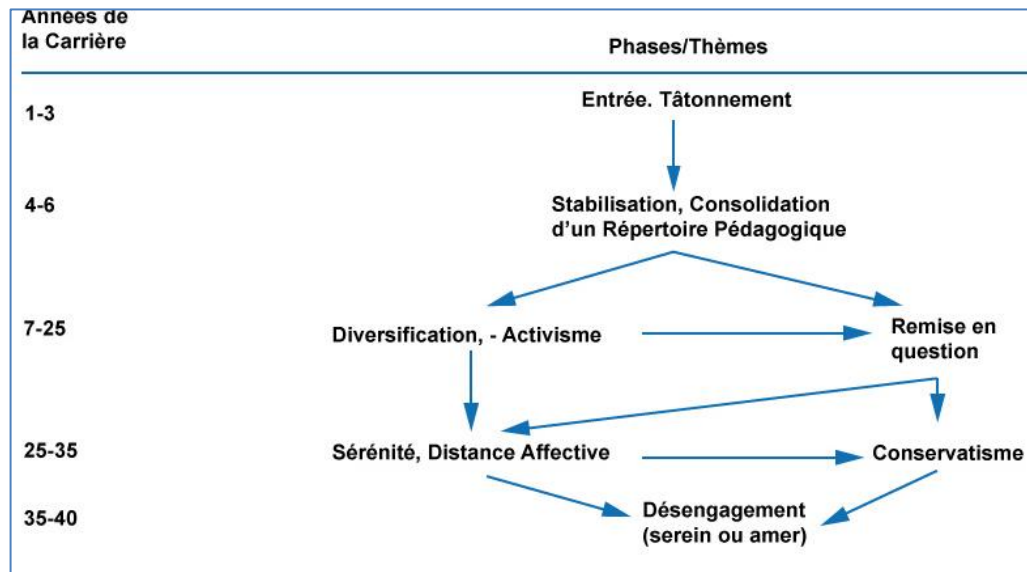 Années de
la Carrière
Phases/Thèmes
1-3
Entrée. Tâtonnement
4-6
Stabilisation, Consolidation
d'un Répertoire Pédagogique
7-25
Diversification, - Activisme
Remise en
question
25-35
Sérénité, Distance Affective
Conservatisme
35-40
Désengagement
(serein ou amer)